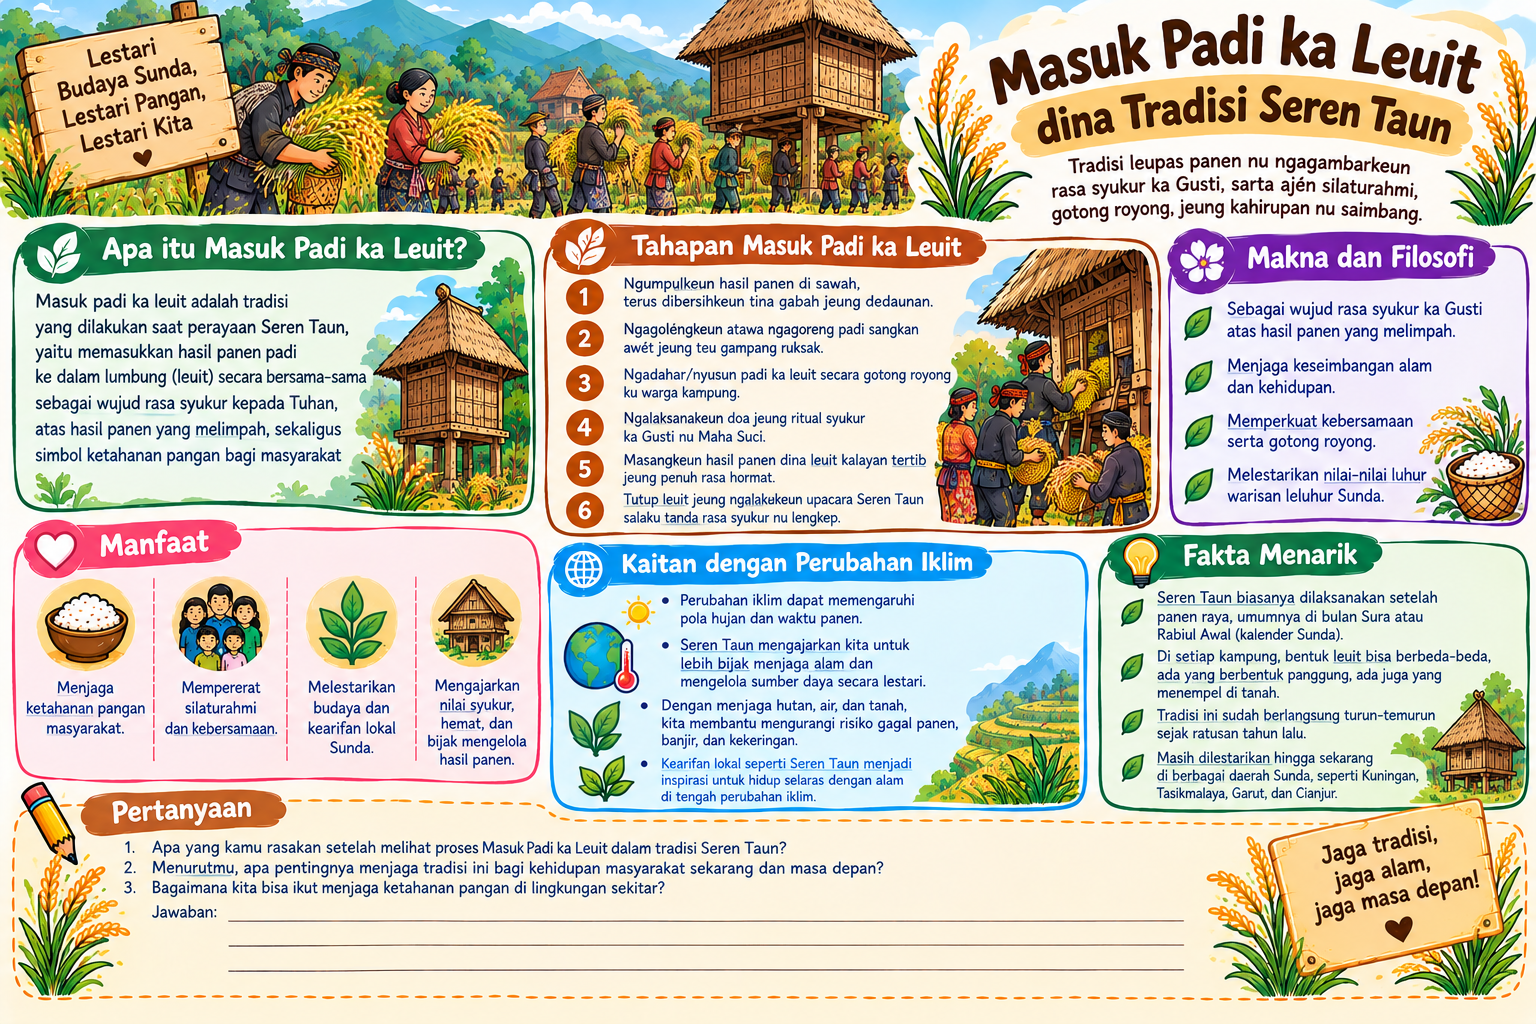 Lestari
Budaya Sunda,
Lestari Pangan,
Lestari Kita
Masuk Padi ka Leuit
dina Tradisi Seren Taun
Tradisi leupas panen nu ngagambarkeun
rasa syukur ka Gusti, sarta ajén silaturahmi,
gotong royong, jeung kahirupan nu saimbang.
Apa itu Masuk Padi ka Leuit?
Masuk padi ka leuit adalah tradisi
yang dilakukan saat perayaan Seren Taun,
yaitu memasukkan hasil panen padi
ke dalam lumbung (leuit) secara bersama-sama
sebagai wujud rasa syukur kepada Tuhan,
atas hasil panen yang melimpah, sekaligus
simbol ketahanan pangan bagi masyarakat
Tahapan Masuk Padi ka Leuit
1 Ngumpulkeun hasil panen di sawah,
terus dibersihkeun tina gabah jeung dedaunan.
2 Ngagoléngkeun atawa ngagoreng padi sangkan
awét jeung teu gampang ruksak.
3 Ngadahar/nyusun padi ka leuit secara gotong royong
ku warga kampung.
4 Ngalaksanakeun doa jeung ritual syukur
ka Gusti nu Maha Suci.
5 Masangkeun hasil panen dina leuit kalayan tertib
jeung penuh rasa hormat.
6 Tutup leuit jeung ngalakukeun upacara Seren Taun
salaku tanda rasa syukur nu lengkep.
Makna dan Filosofi
Sebagai wujud rasa syukur ka Gusti
atas hasil panen yang melimpah.
Menjaga keseimbangan alam
dan kehidupan.
Memperkuat kebersamaan
serta gotong royong.
Melestarikan nilai-nilai luhur
warisan leluhur Sunda.
Manfaat
Menjaga
ketahanan pangan
masyarakat.
Mempererat
silaturahmi
dan kebersamaan.
Melestarikan
budaya dan
kearifan lokal
Sunda.
Mengajarkan
nilai syukur,
hemat, dan
bijak mengelola
hasil panen.
Kaitan dengan Perubahan Iklim
• Perubahan iklim dapat memengaruhi
pola hujan dan waktu panen.
• Seren Taun mengajarkan kita untuk
lebih bijak menjaga alam dan
mengelola sumber daya secara lestari.
• Dengan menjaga hutan, air, dan tanah,
kita membantu mengurangi risiko gagal panen,
banjir, dan kekeringan.
• Kearifan lokal seperti Seren Taun menjadi
inspirasi untuk hidup selaras dengan alam
di tengah perubahan iklim.
Fakta Menarik
Seren Taun biasanya dilaksanakan setelah
panen raya, umumnya di bulan Sura atau
Rabiul Awal (kalender Sunda).
Di setiap kampung, bentuk leuit bisa berbeda-beda,
ada yang berbentuk panggung, ada juga yang
menempel di tanah.
Tradisi ini sudah berlangsung turun-temurun
sejak ratusan tahun lalu.
Masih dilestarikan hingga sekarang
di berbagai daerah Sunda, seperti Kuningan,
Tasikmalaya, Garut, dan Cianjur.
Pertanyaan
1. Apa yang kamu rasakan setelah melihat proses Masuk Padi ka Leuit dalam tradisi Seren Taun?
2. Menurutmu, apa pentingnya menjaga tradisi ini bagi kehidupan masyarakat sekarang dan masa depan?
3. Bagaimana kita bisa ikut menjaga ketahanan pangan di lingkungan sekitar?
Jawaban:
Jaga tradisi,
jaga alam,
jaga masa depan!